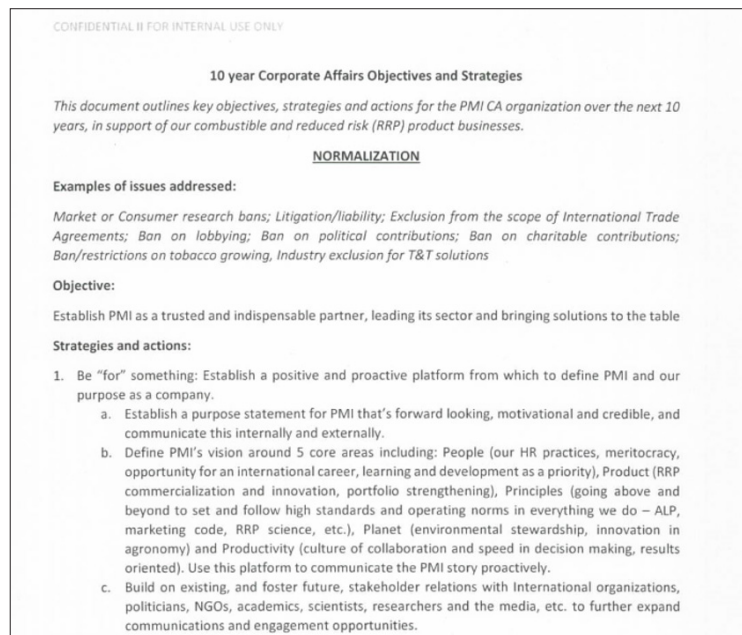 CONFIDENTIAL II FOR INTERNAL USE ONLY
10 year Corporate Affairs Objectives and Strategies
This document outlines key objectives, strategies and actions for the PMI CA organization over the next 10
years, in support of our combustible and reduced risk (RRP) product businesses.
NORMALIZATION
Examples of issues addressed:
Market or Consumer research bans; Litigation/liability; Exclusion from the scope of International Trade
Agreements; Ban on lobbying; Ban on political contributions; Ban on charitable contributions;
Ban/restrictions on tobacco growing, Industry exclusion for T&T solutions
Objective:
Establish PMI as a trusted and indispensable partner, leading its sector and bringing solutions to the table
Strategies and actions:
1. Be "for" something: Establish a positive and proactive platform from which to define PMI and our
purpose as a company.
a. Establish a purpose statement for PMI that's forward looking, motivational and credible, and
communicate this internally and externally.
b. Define PMI's vision around 5 core areas including: People (our HR practices, meritocracy,
opportunity for an international career, learning and development as a priority), Product (RRP
commercialization and innovation, portfolio strengthening), Principles (going above and
beyond to set and follow high standards and operating norms in everything we do – ALP,
marketing code, RRP science, etc.), Planet (environmental stewardship, innovation in
agronomy) and Productivity (culture of collaboration and speed in decision making, results
oriented). Use this platform to communicate the PMI story proactively.
c. Build on existing, and foster future, stakeholder relations with International organizations,
politicians, NGOs, academics, scientists, researchers and the media, etc. to further expand
communications and engagement opportunities.